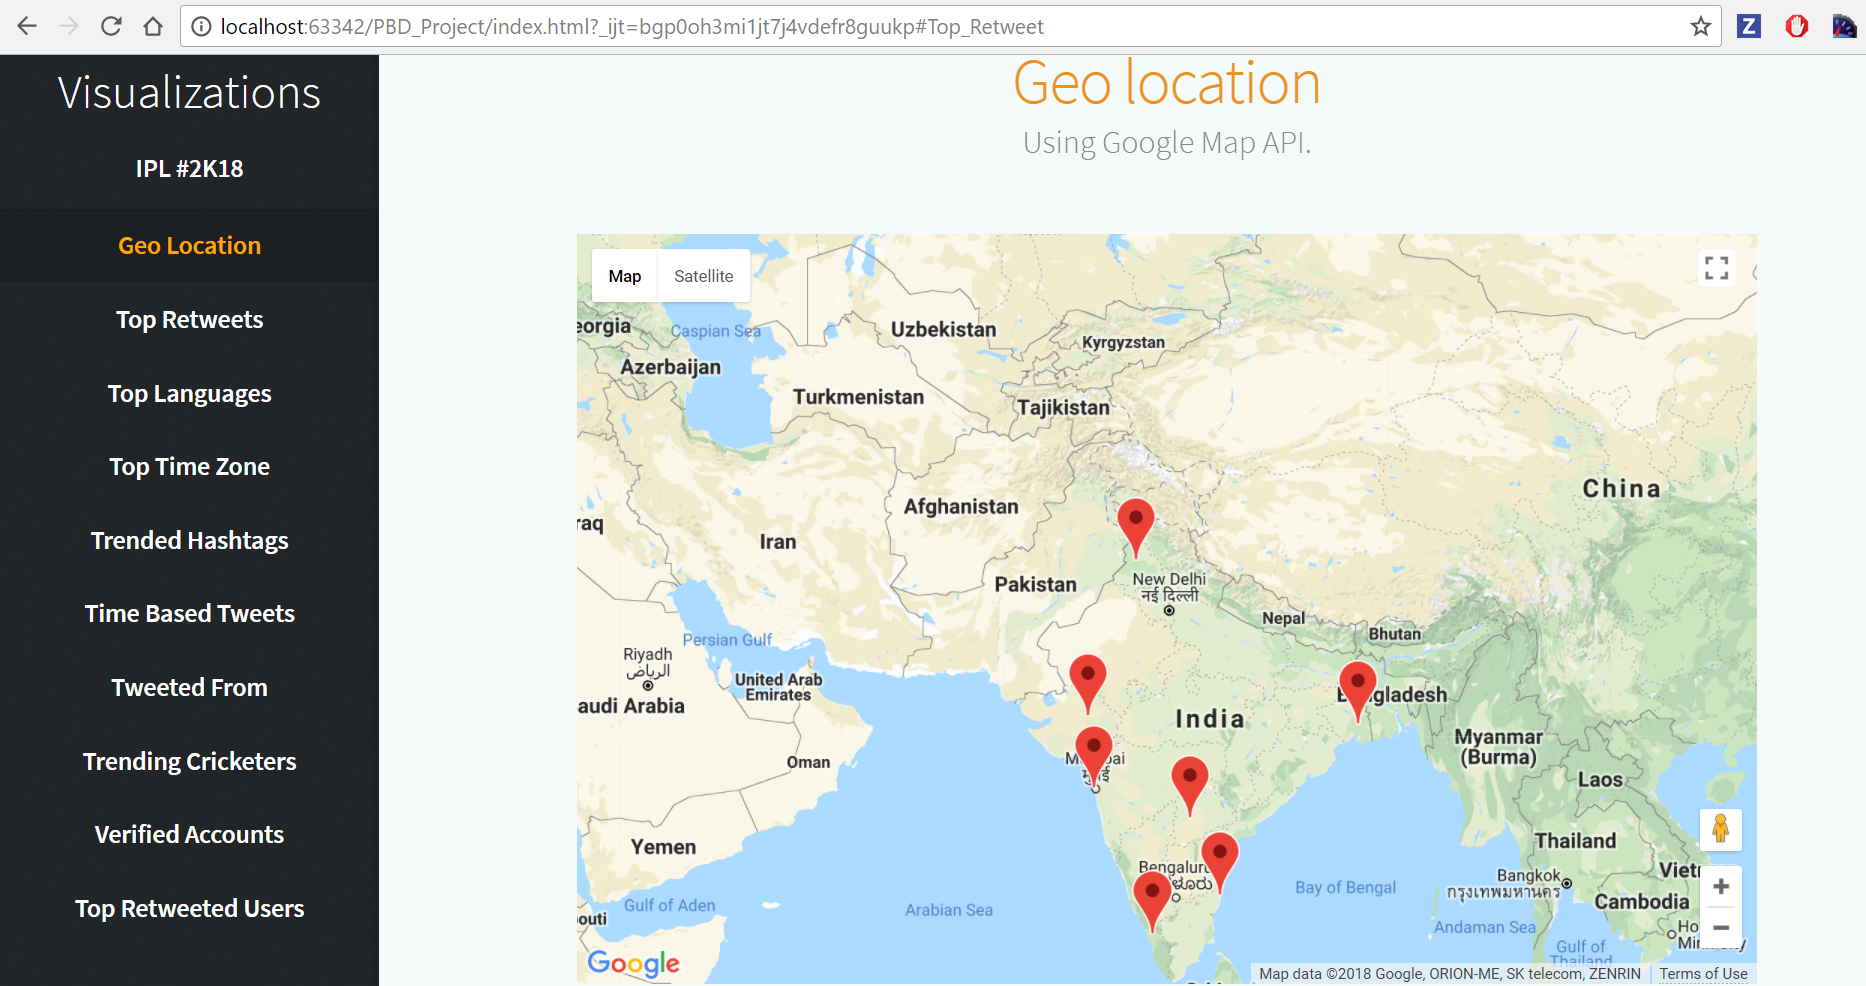 localhost:63342/PBD_Project/index.html?_ijt=bgp0oh3mi1jt7j4vdefr8guukp#Top_Retweet
Z
Visualizations
IPL #2K18
Geo Location
Top Retweets
Top Languages
Top Time Zone
Trended Hashtags
Time Based Tweets
Tweeted From
Trending Cricketers
Verified Accounts
Top Retweeted Users
Geo location
Using Google Map API.
Map
Satellite
eorgia
Caspian Sea
Uzbekistan
Kyrgyzstan
Azerbaijan
Turkmenistan
Tajikistan
China
Afghanistan
raq
Iran
Pakistan
New Delhi
नई दिल्ली
Nepal
Bhutan
Persian Gulf
Riyadh
الرياض
United Arab
Emirates
audi Arabia
gladesh
India
Myanmar
(Burma)
Oman
Laos
Yemen
Thailand
Bengaluru
Bangkok
กรุงเทพมหานคร
Cambodia
Bay of Bengal
Gulf of Aden
Arabian Sea
outi
Andaman Sea
Gulf of
Thailand
Google
Map data ©2018 Google, ORION-ME, SK telecom, ZENRIN
Terms of Use